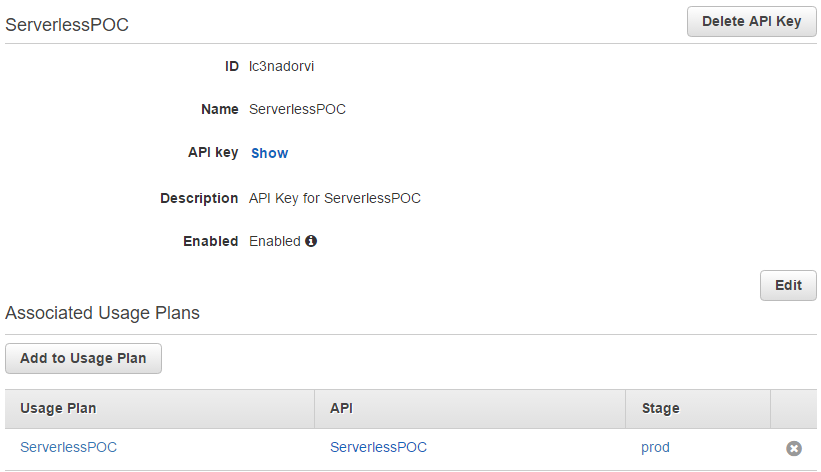 ServerlessPOC Delete API Key
ID lc3nadorvi
Name ServerlessPOC
API key Show
Description API Key for ServerlessPOC
Enabled Enabled
Edit
Associated Usage Plans
Add to Usage Plan
Usage Plan API Stage
ServerlessPOC ServerlessPOC prod